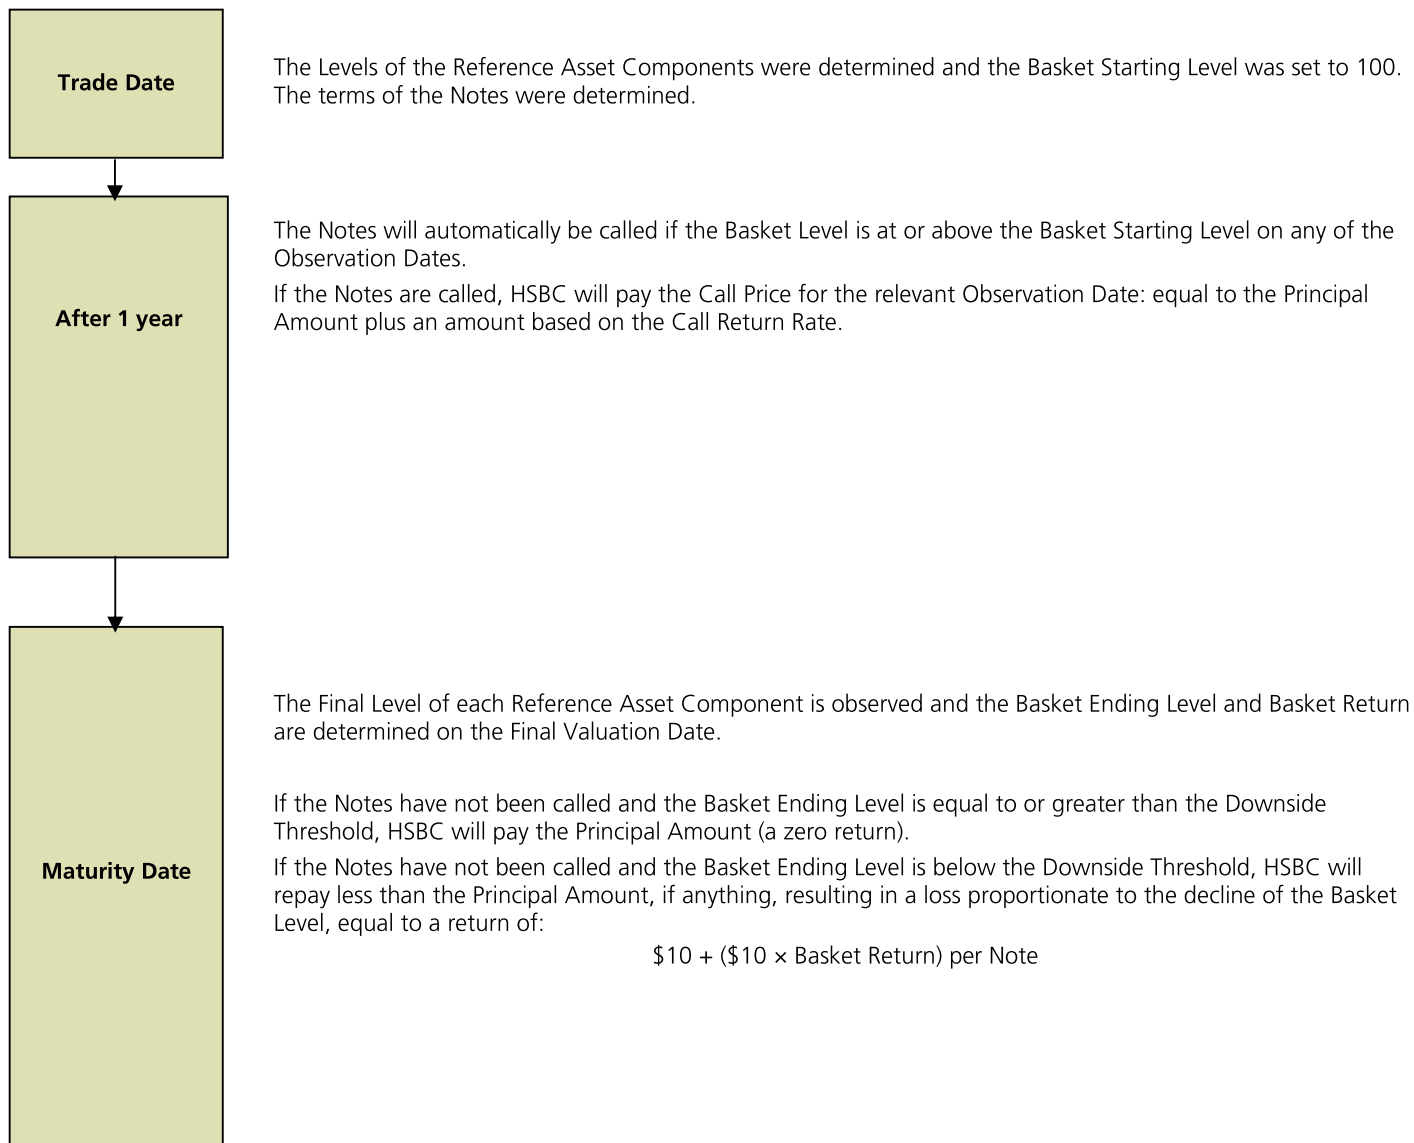 Trade Date
The Levels of the Reference Asset Components were determined and the Basket Starting Level was set to 100.
The terms of the Notes were determined.
After 1 year
The Notes will automatically be called if the Basket Level is at or above the Basket Starting Level on any of the
Observation Dates.
If the Notes are called, HSBC will pay the Call Price for the relevant Observation Date: equal to the Principal
Amount plus an amount based on the Call Return Rate.
Maturity Date
The Final Level of each Reference Asset Component is observed and the Basket Ending Level and Basket Return
are determined on the Final Valuation Date.
If the Notes have not been called and the Basket Ending Level is equal to or greater than the Downside
Threshold, HSBC will pay the Principal Amount (a zero return).
If the Notes have not been called and the Basket Ending Level is below the Downside Threshold, HSBC will
repay less than the Principal Amount, if anything, resulting in a loss proportionate to the decline of the Basket
Level, equal to a return of:
$10 + ($10 × Basket Return) per Note